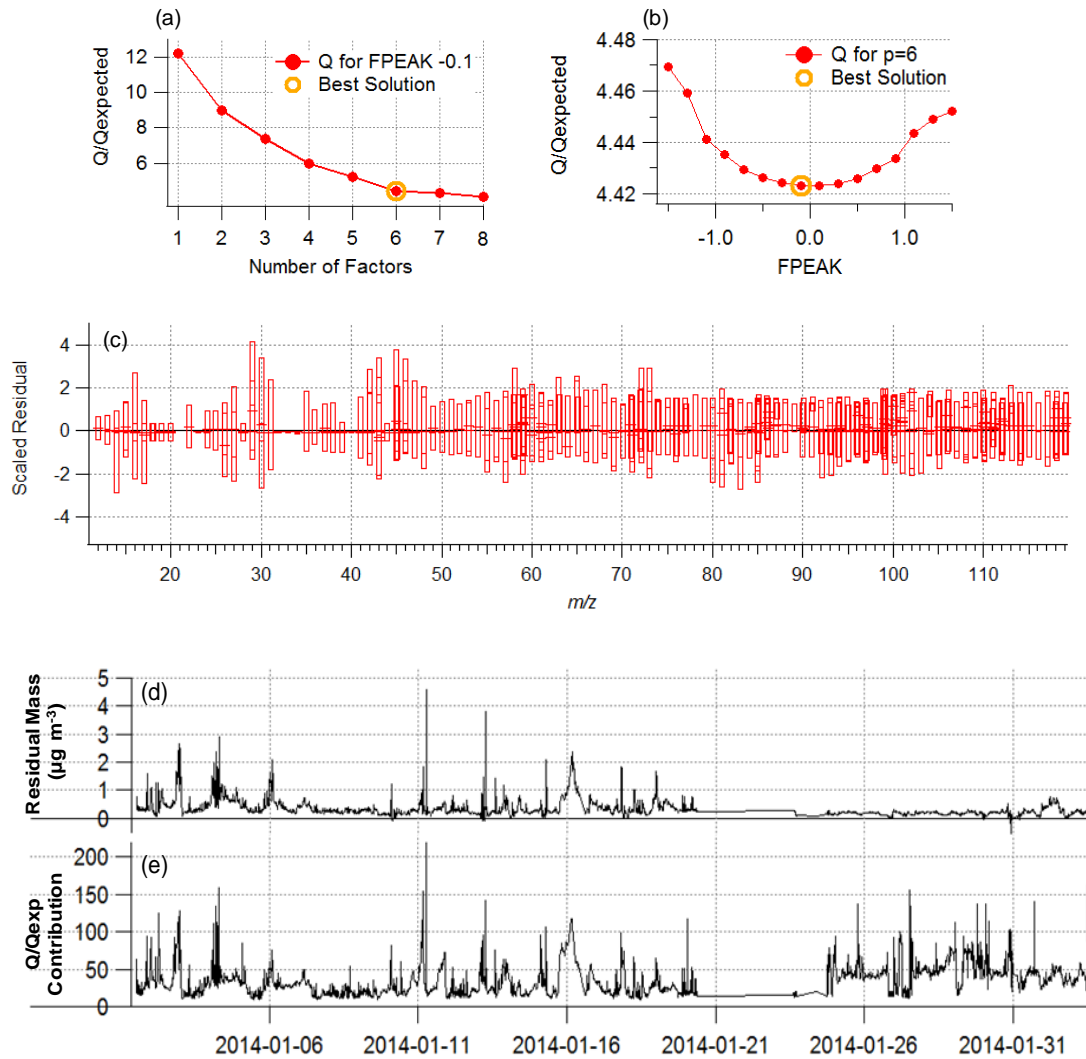 (a)
12
10
8
6
Q/Qexpected
Q for FPEAK -0.1
Best Solution
1 2 3 4 5 6 7 8
Number of Factors
(b)
4.48
4.46
4.44
4.42
Q/Qexpected
Q for p=6
Best Solution
-1.0 0.0 1.0
FPEAK
(c)
4
2
0
-2
-4
Scaled Residual
20 30 40 50 60 70 80 90 100 110
m/z
(d)
5
4
3
2
1
0
Residual Mass
(µg m⁻³)
(e)
200
150
100
50
0
Q/Qexp
Contribution
2014-01-06 2014-01-11 2014-01-16 2014-01-21 2014-01-26 2014-01-31